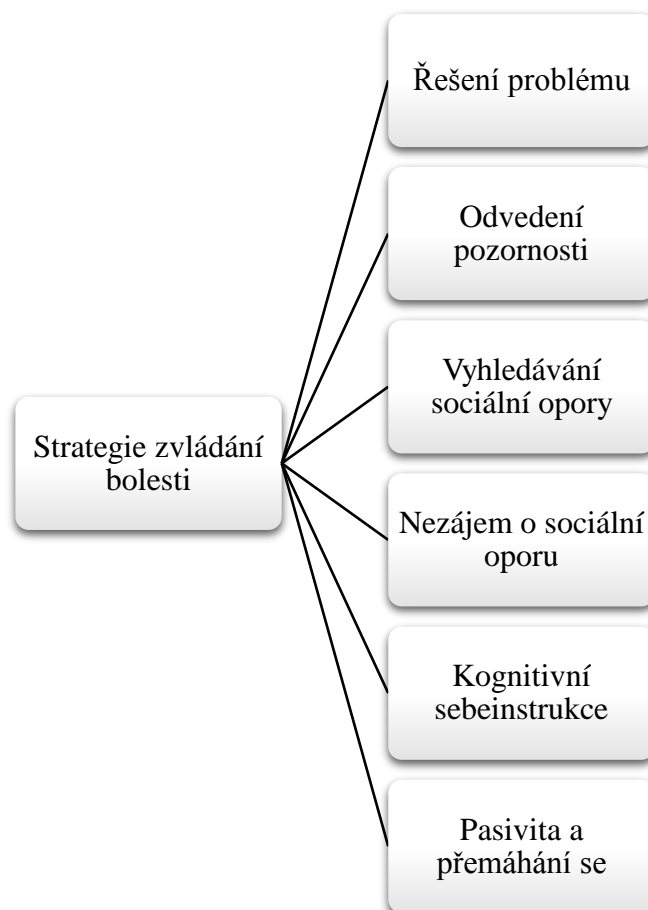 Řešení problému
Odvedení
pozornosti
Vyhledávání
sociální opory
Strategie zvládání
bolesti
Nezájem o sociální
oporu
Kognitivní
sebeinstrukce
Pasivita a
přemáhání se